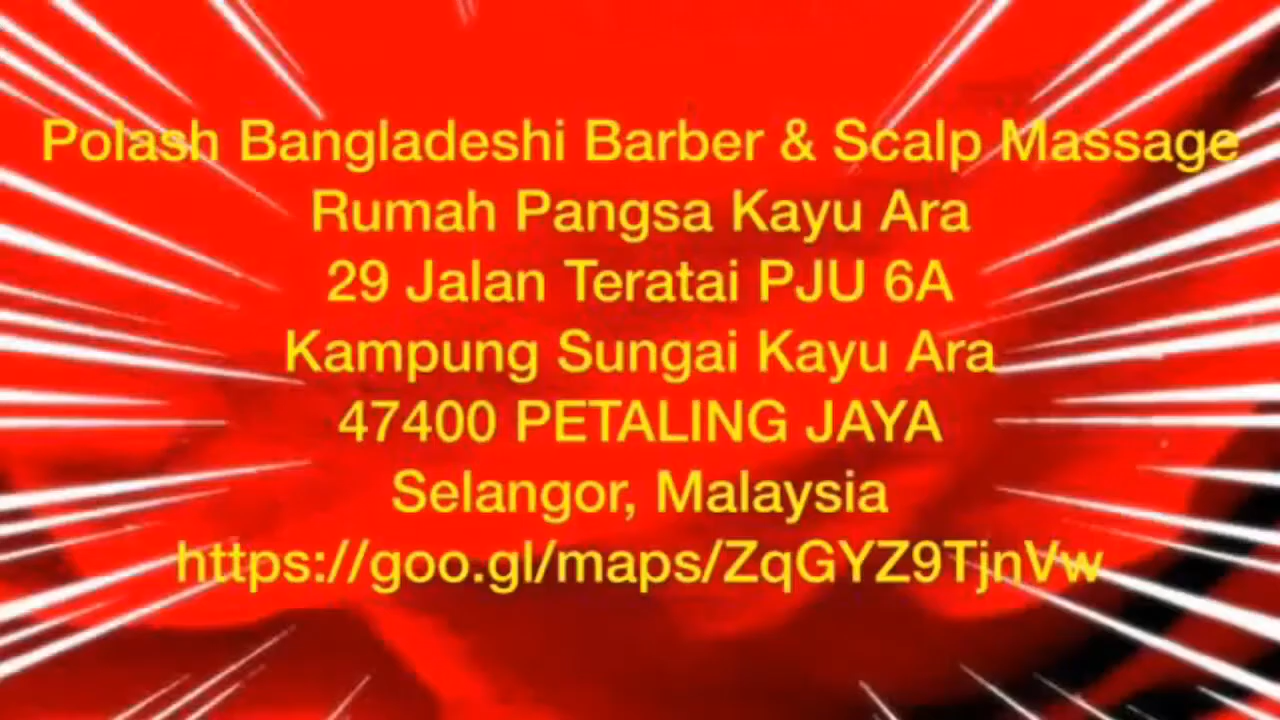 Polash Bangladeshi Barber & Scalp Massage
Rumah Pangsa Kayu Ara
29 Jalan Teratai PJU 6A
Kampung Sungai Kayu Ara
47400 PETALING JAYA
Selangor, Malaysia
https://goo.gl/maps/ZqGYZ9TjnVw